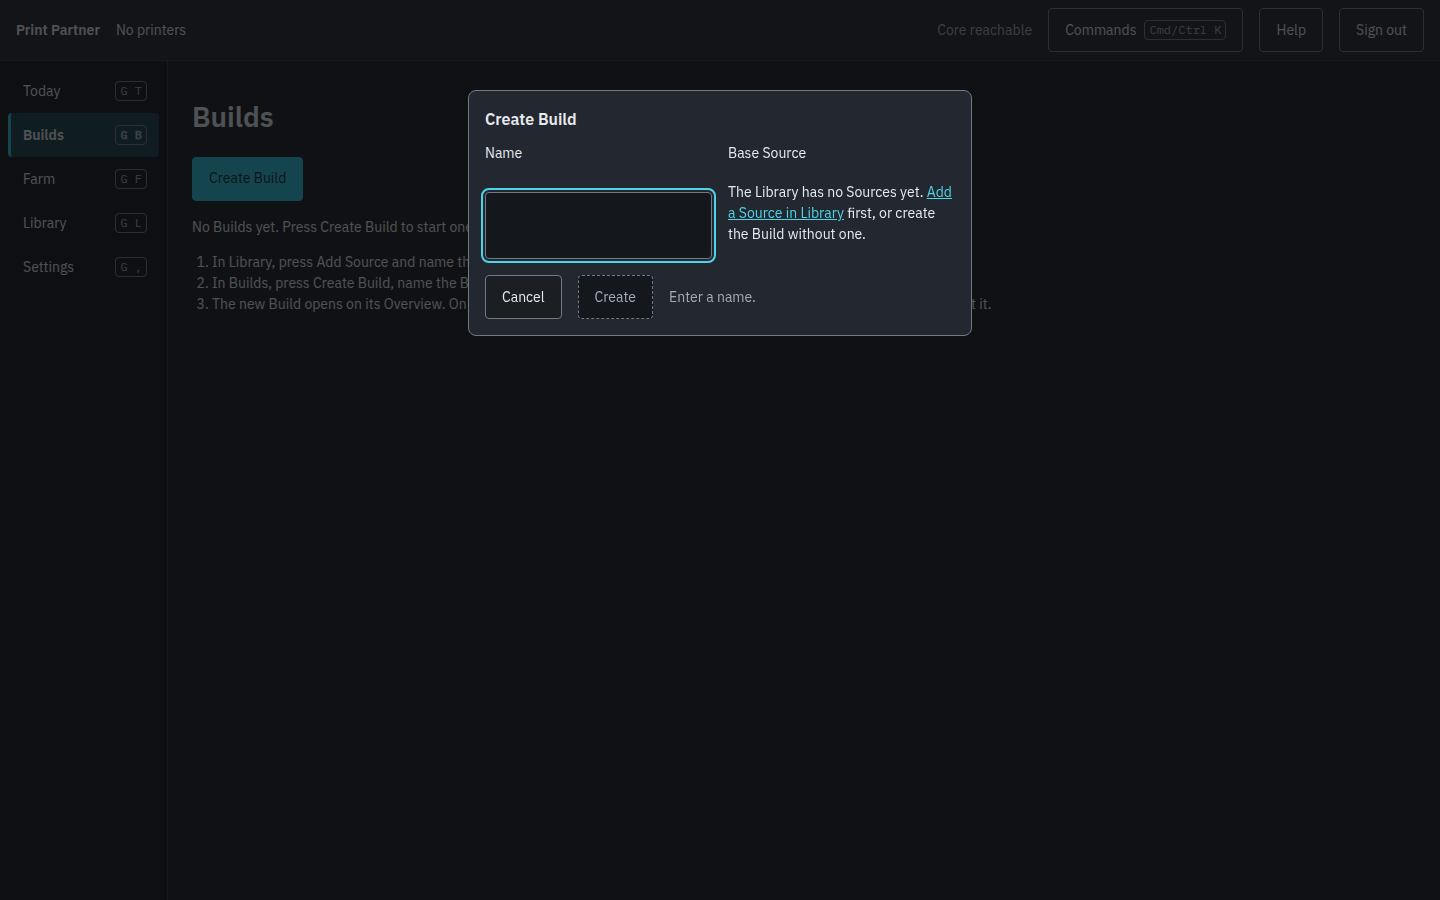 Print Partner No printers Core reachable Commands Cmd/Ctrl K Help Sign out
Today G T
Builds G B
Farm G F
Library G L
Settings G ,
Builds
Create Build
No Builds yet. Press Create Build to start one
1. In Library, press Add Source and name th
2. In Builds, press Create Build, name the B
3. The new Build opens on its Overview. On t it.
Create Build
Name
Base Source
The Library has no Sources yet. Add
a Source in Library first, or create
the Build without one.
Cancel Create Enter a name.